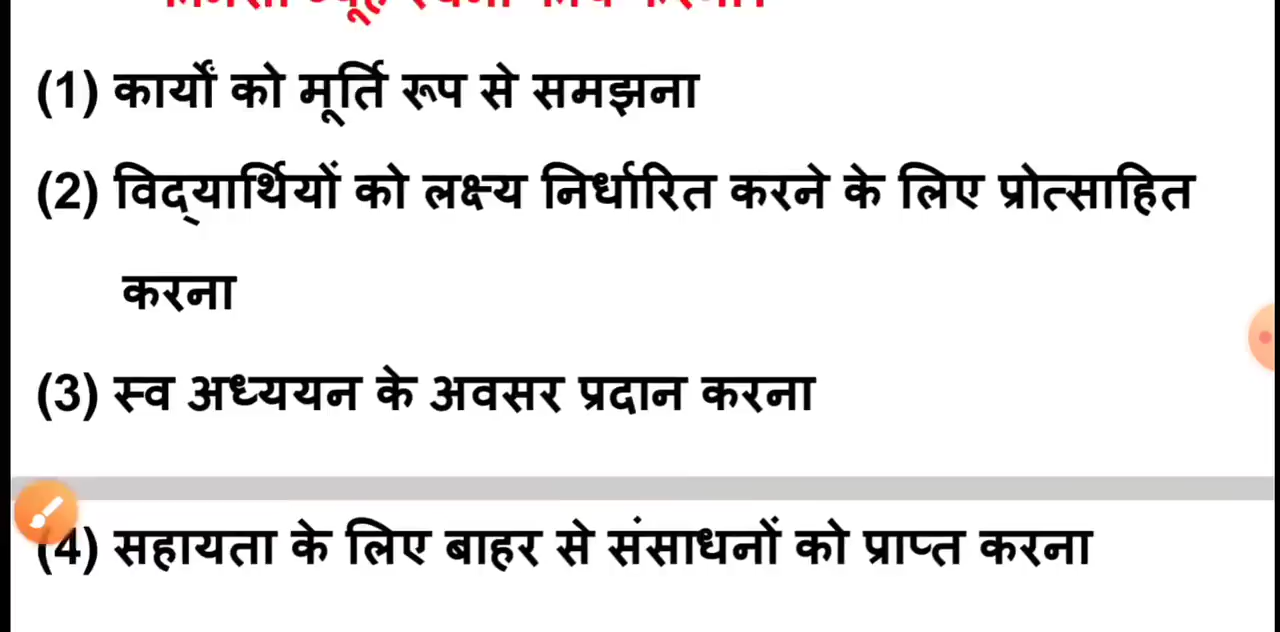 (1) कार्यों को मूर्ति रूप से समझना
(2) विद्यार्थियों को लक्ष्य निर्धारित करने के लिए प्रोत्साहित
करना
(3) स्व अध्ययन के अवसर प्रदान करना
(4) सहायता के लिए बाहर से संसाधनों को प्राप्त करना